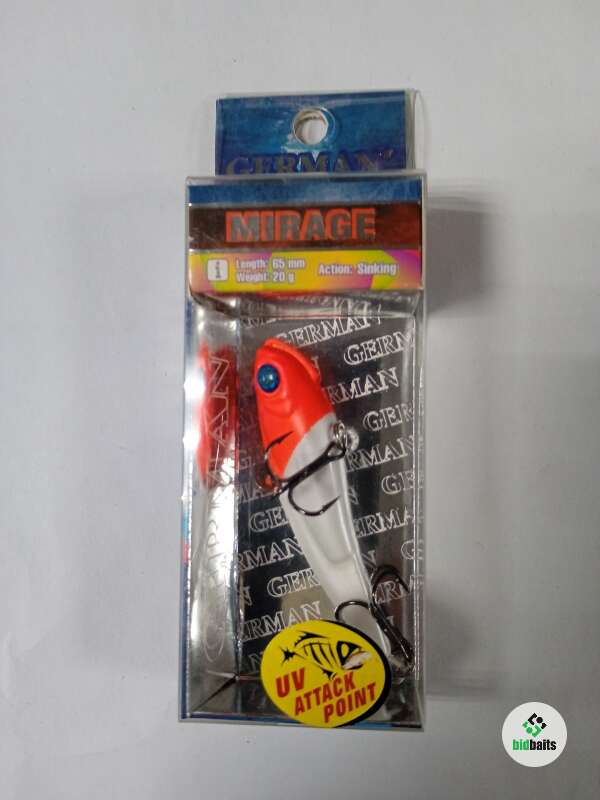 GERMAN
MIRAGE
i
Length: 65 mm
Weight: 20 g
Action: Sinking
GERMAN
GERMAN
GERMAN
GERMAN
GERMAN
UV
ATTACK
POINT
bidbaits